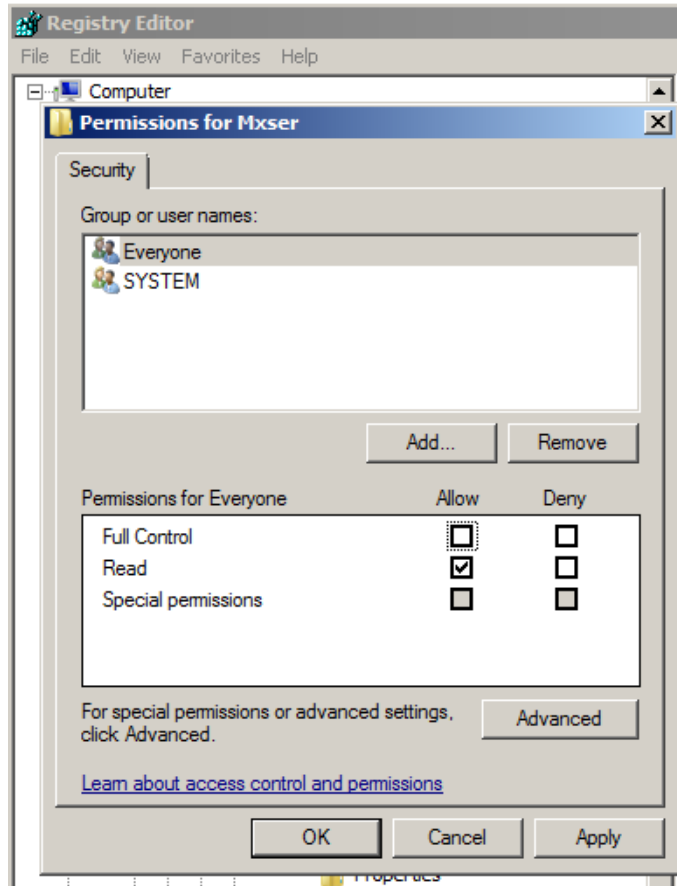 Registry Editor
File Edit View Favorites Help
Computer
Permissions for Mxser
Security
Group or user names:
Everyone
SYSTEM
Add... Remove
Permissions for Everyone Allow Deny
Full Control
Read
Special permissions
For special permissions or advanced settings,
click Advanced.
Advanced
Learn about access control and permissions
OK Cancel Apply
Properties